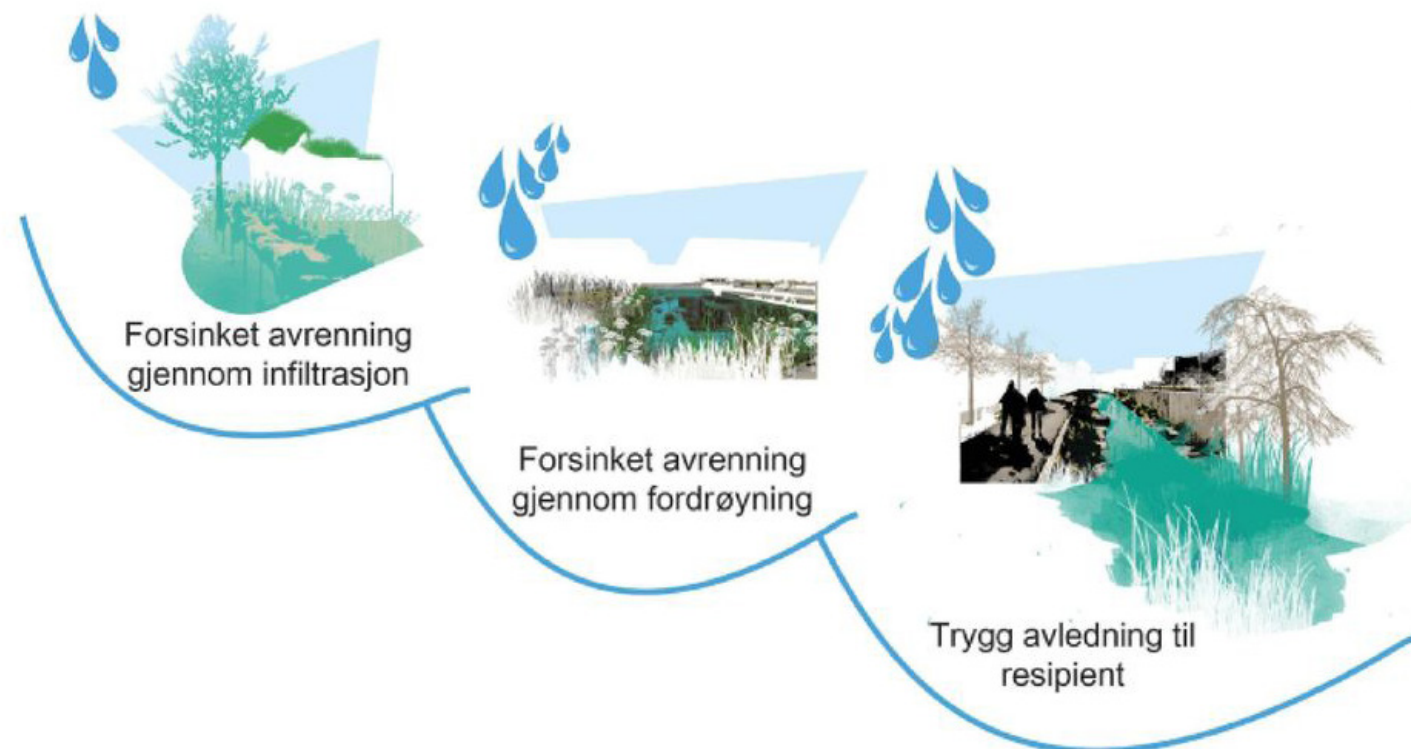 Forsinket avrenning
gjennom infiltrasjon
Forsinket avrenning
gjennom fordrøyning
Trygg avledning til
resipient